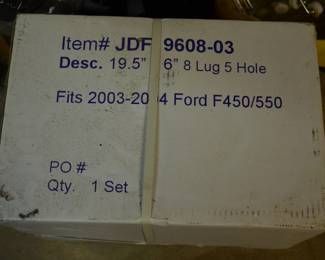 Item# JDF 9608-03
Desc. 19.5" 6" 8 Lug 5 Hole
Fits 2003-20 4 Ford F450/550
PO #
Qty. 1 Set